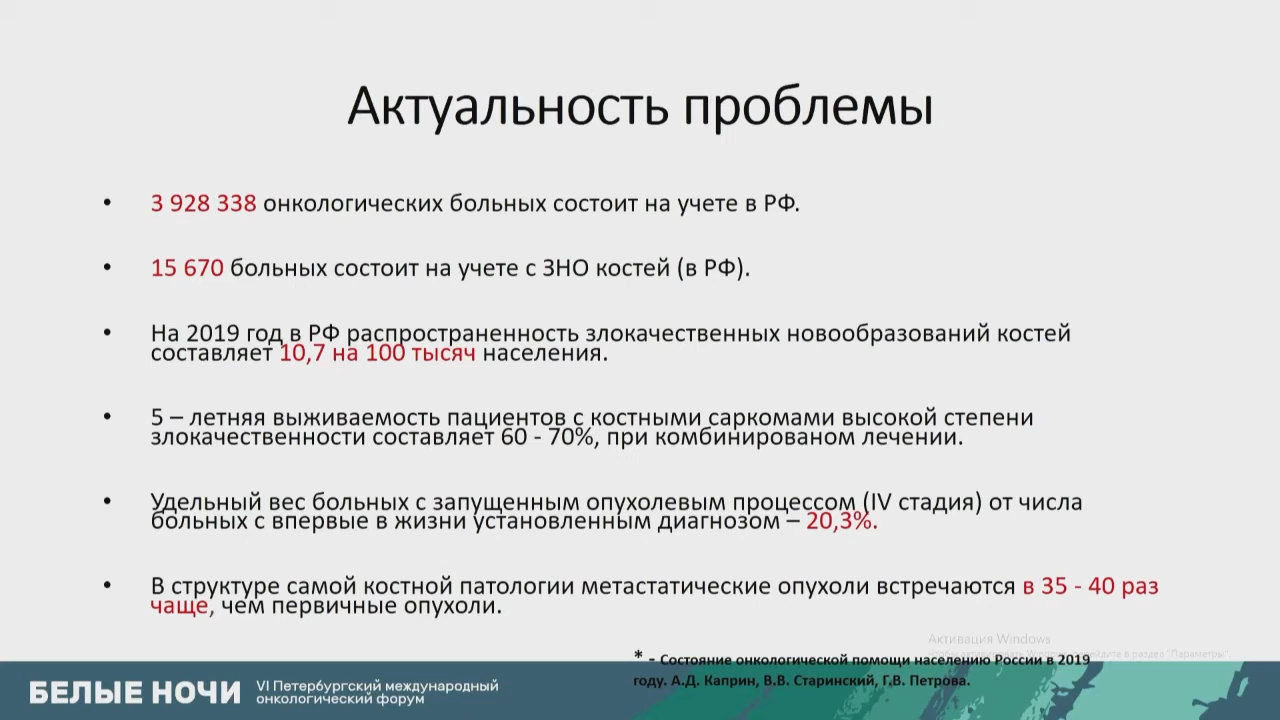 Актуальность проблемы
• 3 928 338 онкологических больных состоит на учете в РФ.
• 15 670 больных состоит на учете с ЗНО костей (в РФ).
• На 2019 год в РФ распространенность злокачественных новообразований костей
составляет 10,7 на 100 тысяч населения.
• 5 – летняя выживаемость пациентов с костными саркомами высокой степени
злокачественности составляет 60 - 70%, при комбинированом лечении.
• Удельный вес больных с запущенным опухолевым процессом (IV стадия) от числа
больных с впервые в жизни установленным диагнозом – 20,3%.
• В структуре самой костной патологии метастатические опухоли встречаются в 35 - 40 раз
чаще, чем первичные опухоли.
Активация Windows
* - Состояние онкологической помощи населению России в 2019
году. А.Д. Каприн, В.В. Старинский, Г.В. Петрова.
БЕЛЫЕ НОЧИ
VI Петербургский международный
онкологический форум